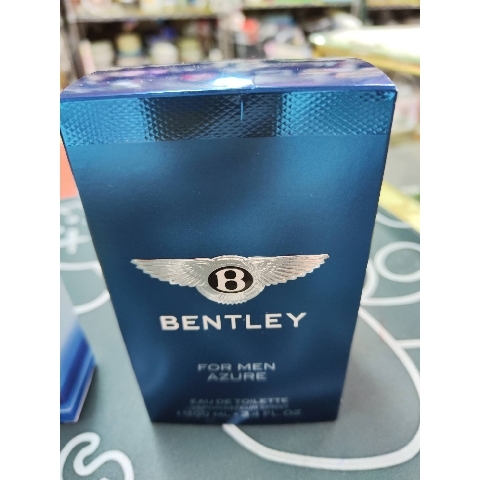 B
BENTLEY
FOR MEN
AZURE
EAU DE TOILETTE